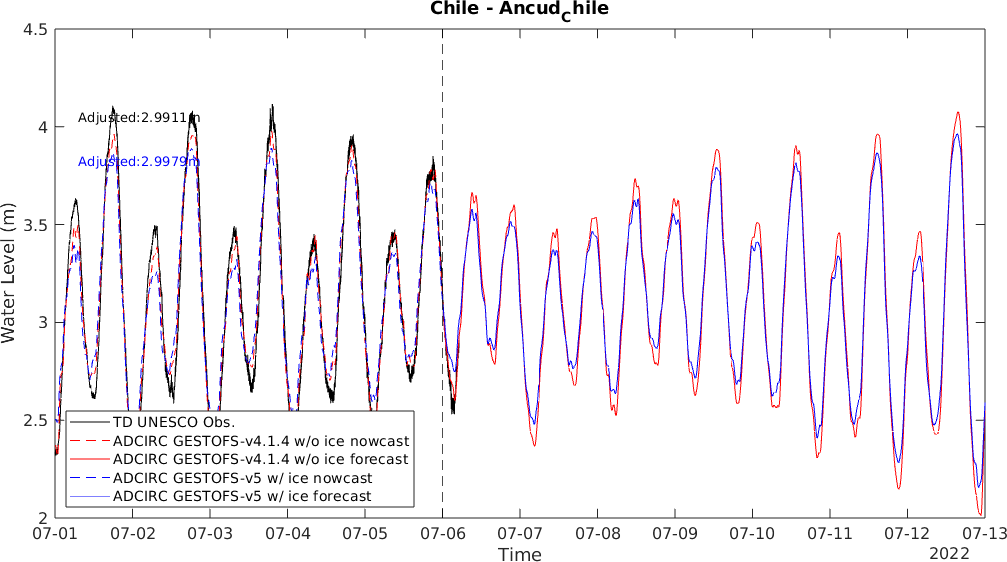 Chile - Ancud_Chile
4.5
4
3.5
3
2.5
2
Water Level (m)
Adjusted:2.9911m
Adjusted:2.9979m
TD UNESCO Obs.
ADCIRC GESTOFS-v4.1.4 w/o ice nowcast
ADCIRC GESTOFS-v4.1.4 w/o ice forecast
ADCIRC GESTOFS-v5 w/ ice nowcast
ADCIRC GESTOFS-v5 w/ ice forecast
07-01 07-02 07-03 07-04 07-05 07-06 07-07 07-08 07-09 07-10 07-11 07-12 07-13
Time
2022